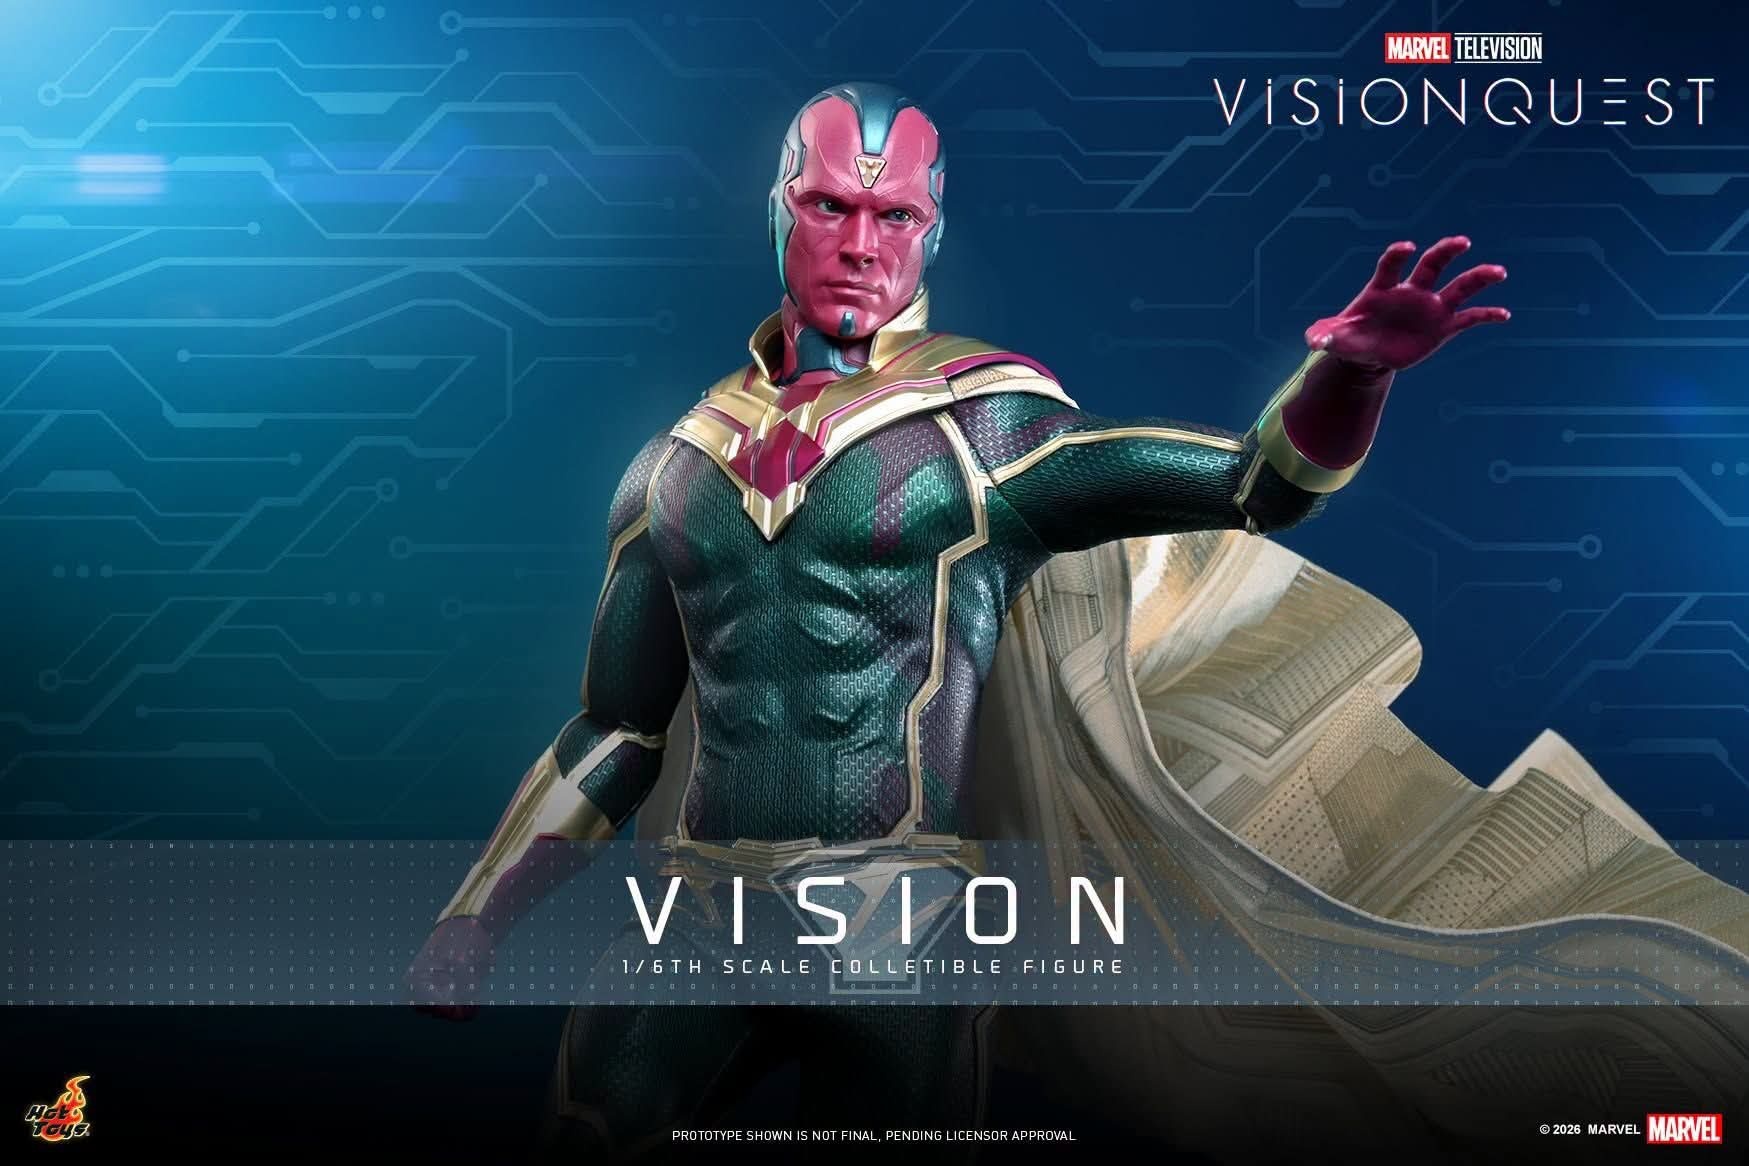 MARVEL TELEVISION
ViSiONQUEST
VISION
1/6TH SCALE COLLETIBLE FIGURE
Hot Toys
PROTOTYPE SHOWN IS NOT FINAL, PENDING LICENSOR APPROVAL
© 2026 MARVEL MARVEL